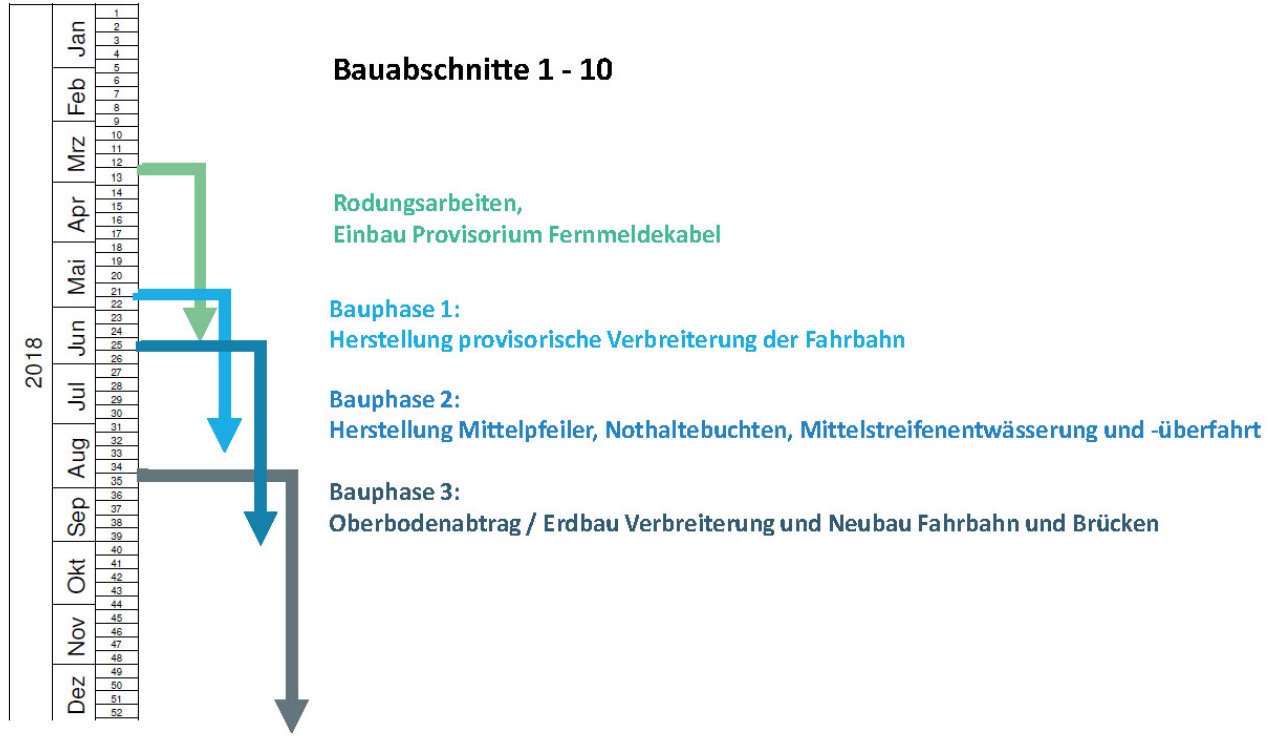 Bauabschnitte 1 - 10
Rodungsarbeiten,
Einbau Provisorium Fernmeldekabel
Bauphase 1:
Herstellung provisorische Verbreiterung der Fahrbahn
Bauphase 2:
Herstellung Mittelpfeiler, Nothaltebuchten, Mittelstreifenentwässerung und -überfahrt
Bauphase 3:
Oberbodenabtrag / Erdbau Verbreiterung und Neubau Fahrbahn und Brücken
2018
Jan
Feb
Mrz
Apr
Mai
Jun
Jul
Aug
Sep
Okt
Nov
Dez
1
2
3
4
5
6
7
8
9
10
11
12
13
14
15
16
17
18
19
20
21
22
23
24
25
26
27
28
29
30
31
32
33
34
35
36
37
38
39
40
41
42
43
44
45
46
47
48
49
50
51
52